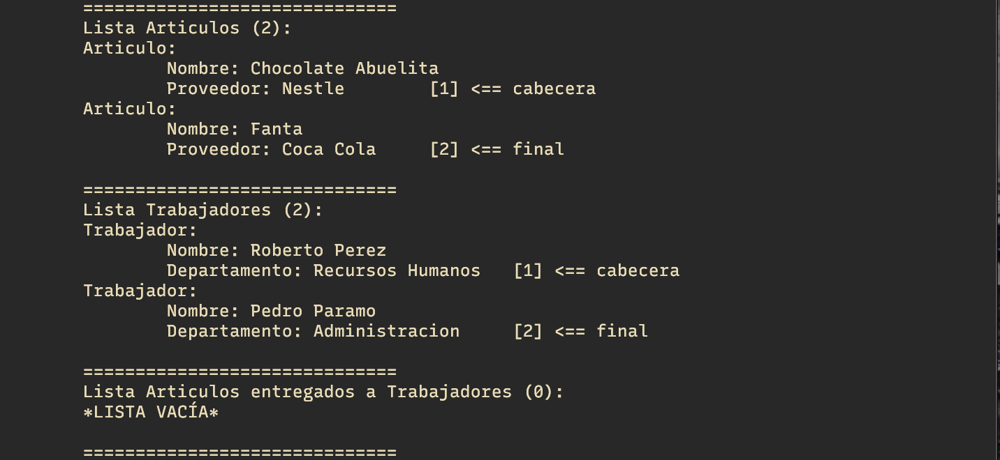 ==============================
Lista Articulos (2):
Articulo:
        Nombre: Chocolate Abuelita
        Proveedor: Nestle        [1] <== cabecera
Articulo:
        Nombre: Fanta
        Proveedor: Coca Cola     [2] <== final
==============================
Lista Trabajadores (2):
Trabajador:
        Nombre: Roberto Perez
        Departamento: Recursos Humanos   [1] <== cabecera
Trabajador:
        Nombre: Pedro Paramo
        Departamento: Administracion     [2] <== final
==============================
Lista Articulos entregados a Trabajadores (0):
*LISTA VACÍA*
==============================